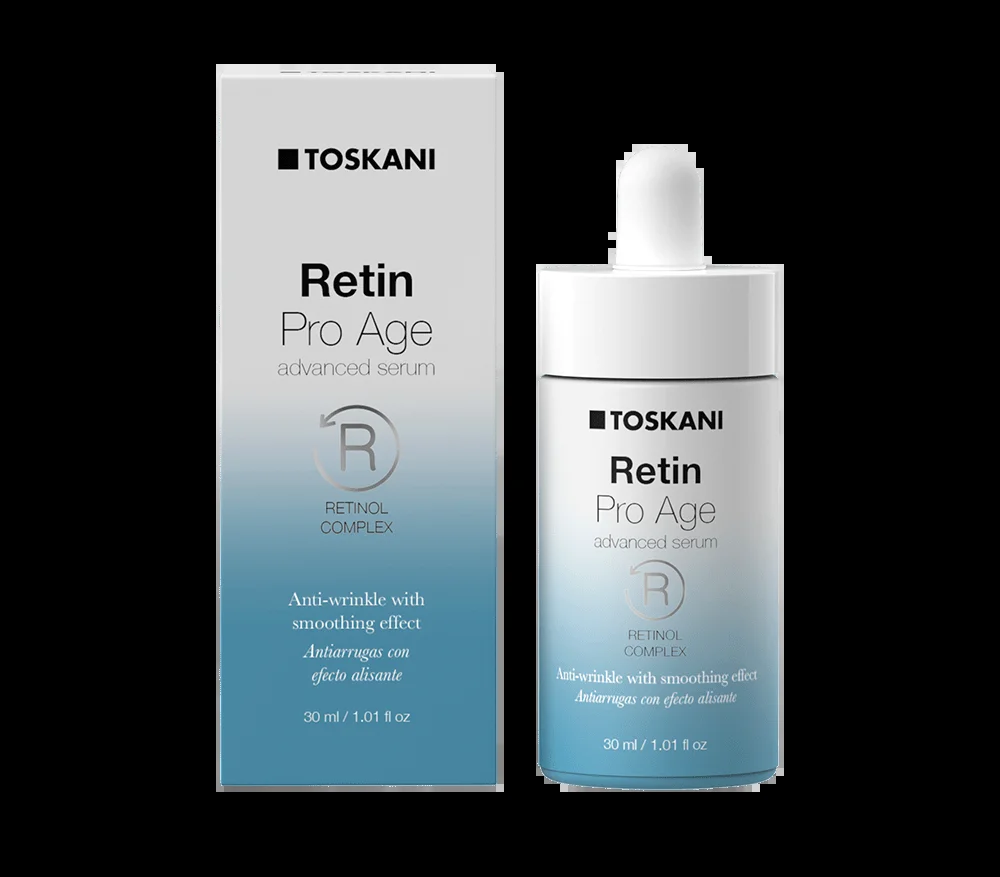 TOSKANI
Retin
Pro Age
advanced serum
R
RETINOL
COMPLEX
Anti-wrinkle with
smoothing effect
Antiarrugas con
efecto alisante
30 ml / 1.01 fl oz
TOSKANI
Retin
Pro Age
advanced serum
R
RETINOL
COMPLEX
Anti-wrinkle with smoothing effect
Antiarrugas con efecto alisante
30 ml / 1.01 fl oz